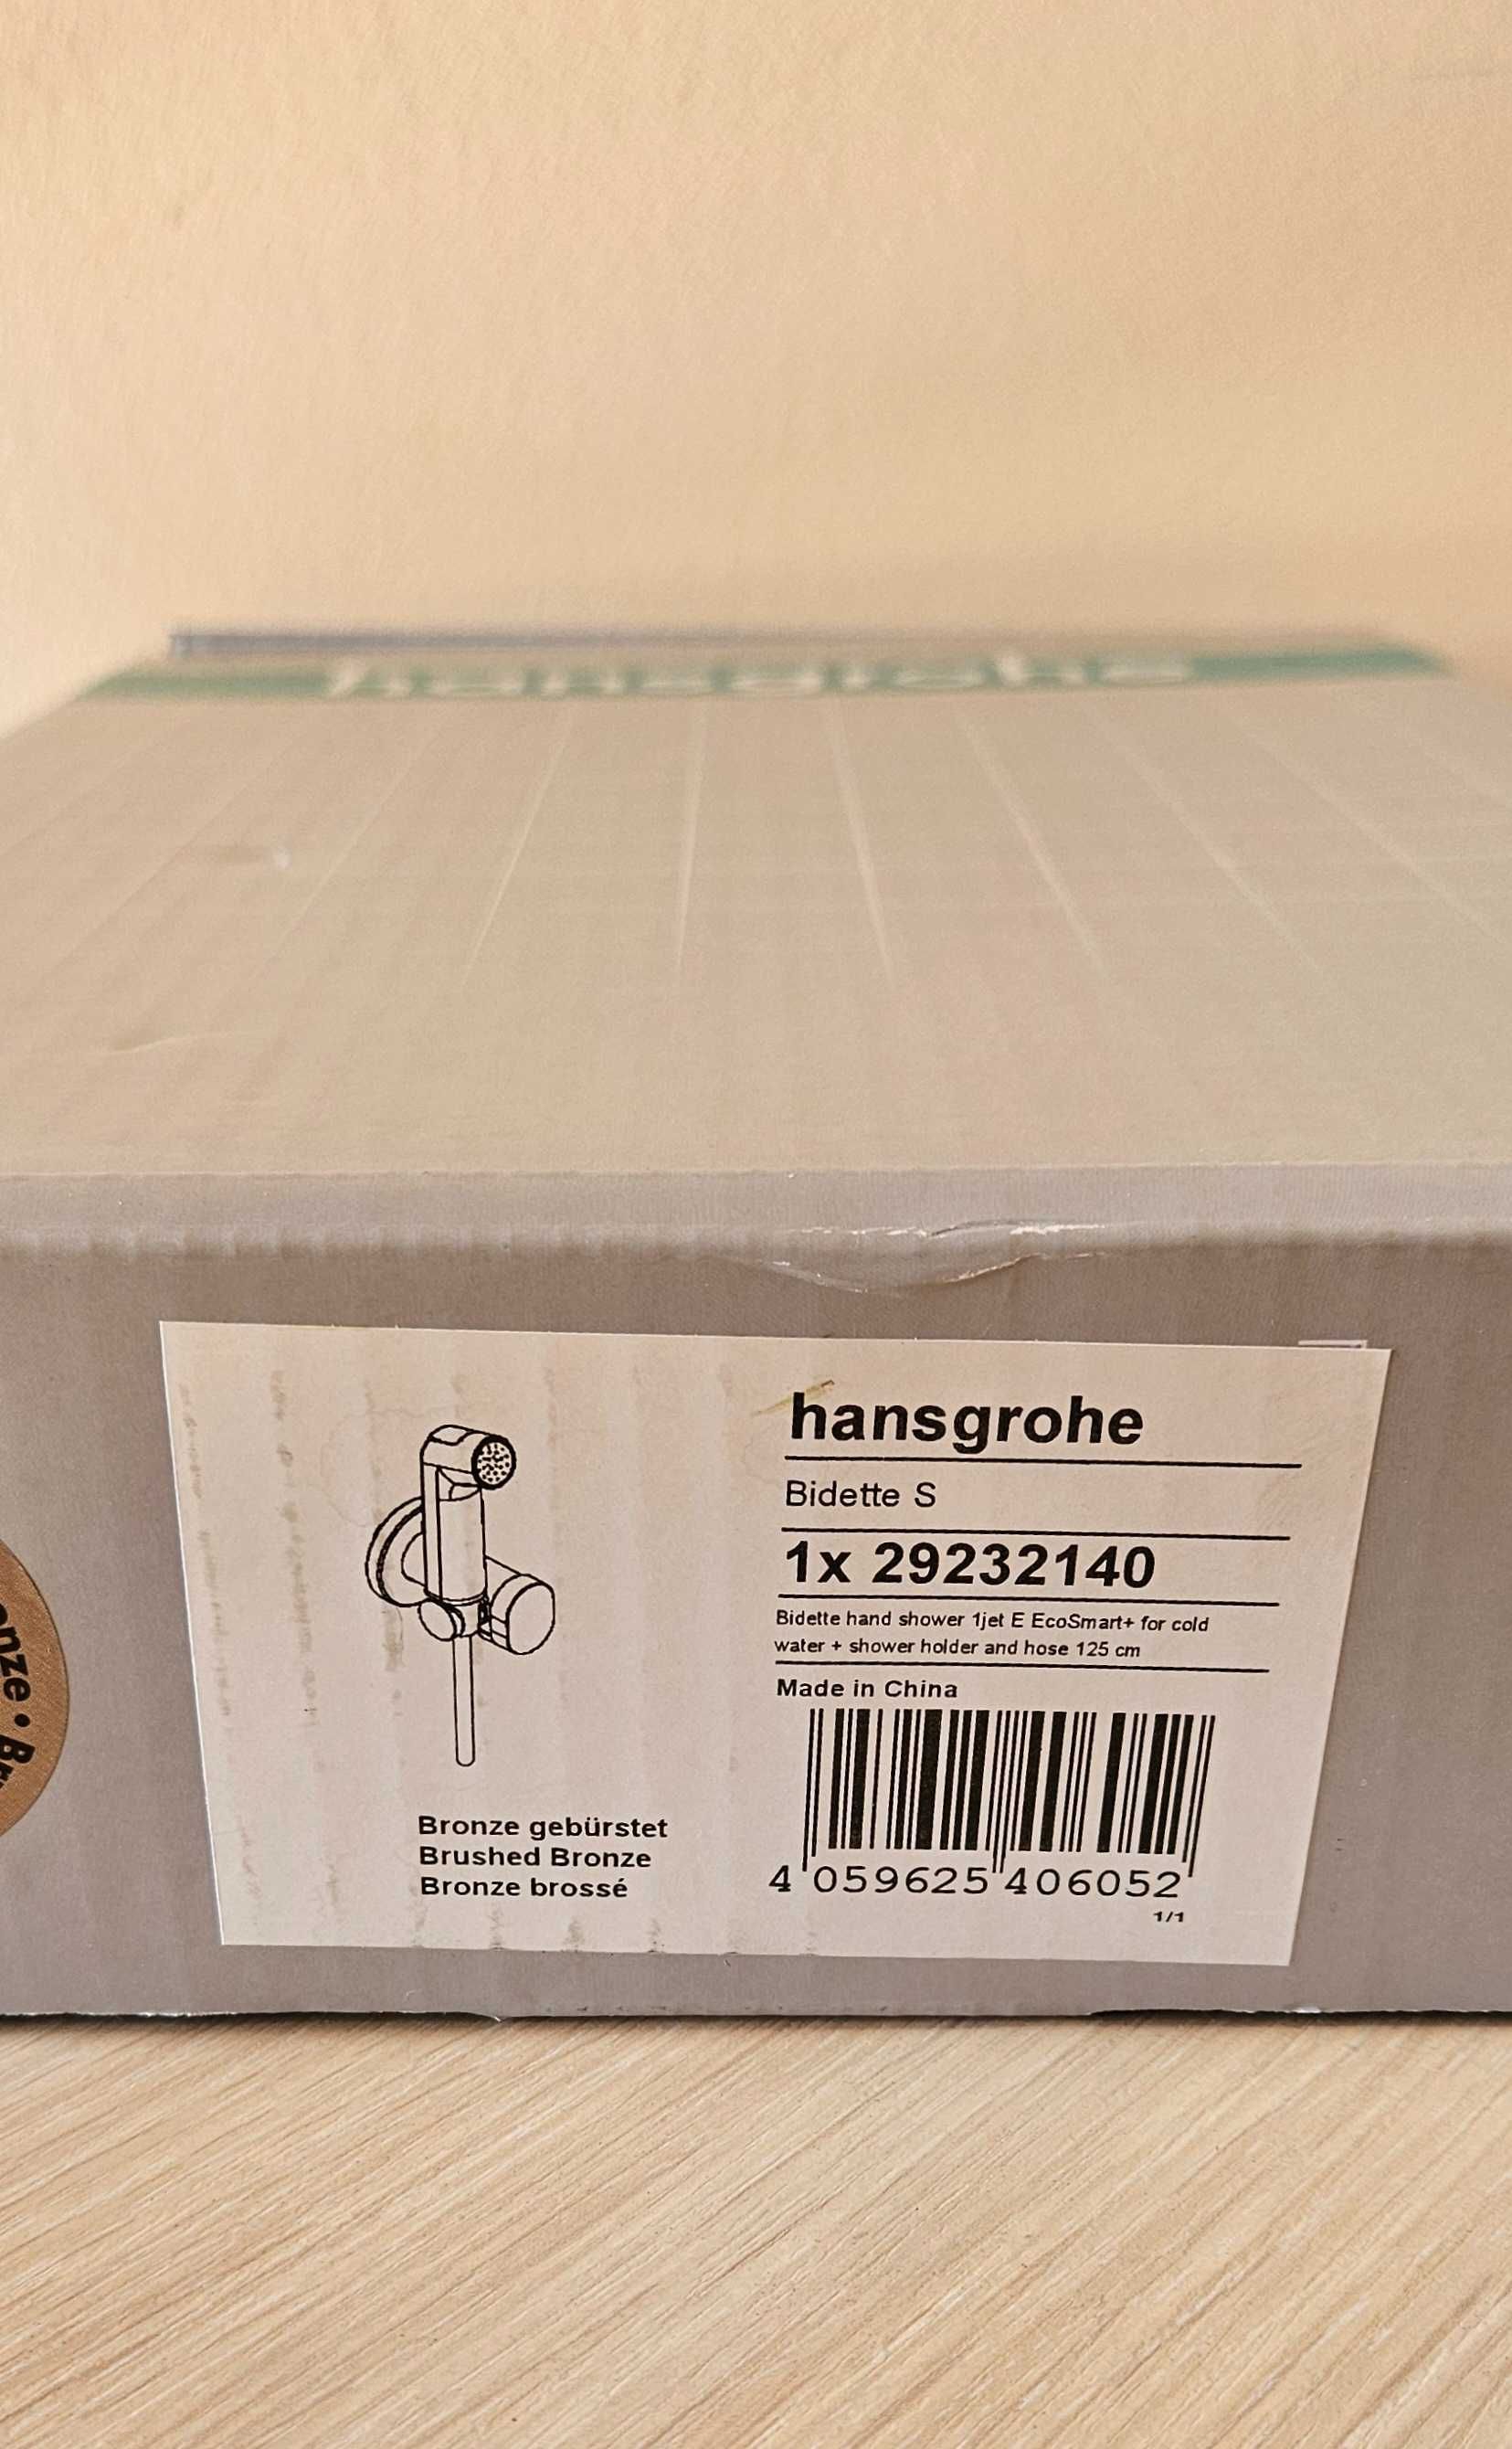 hansgrohe
hansgrohe
Bidette S
1x 29232140
Bidette hand shower 1jet E EcoSmart+ for cold
water + shower holder and hose 125 cm
Made in China
4 059625 406052
1/1
Bronze gebürstet
Brushed Bronze
Bronze brossé